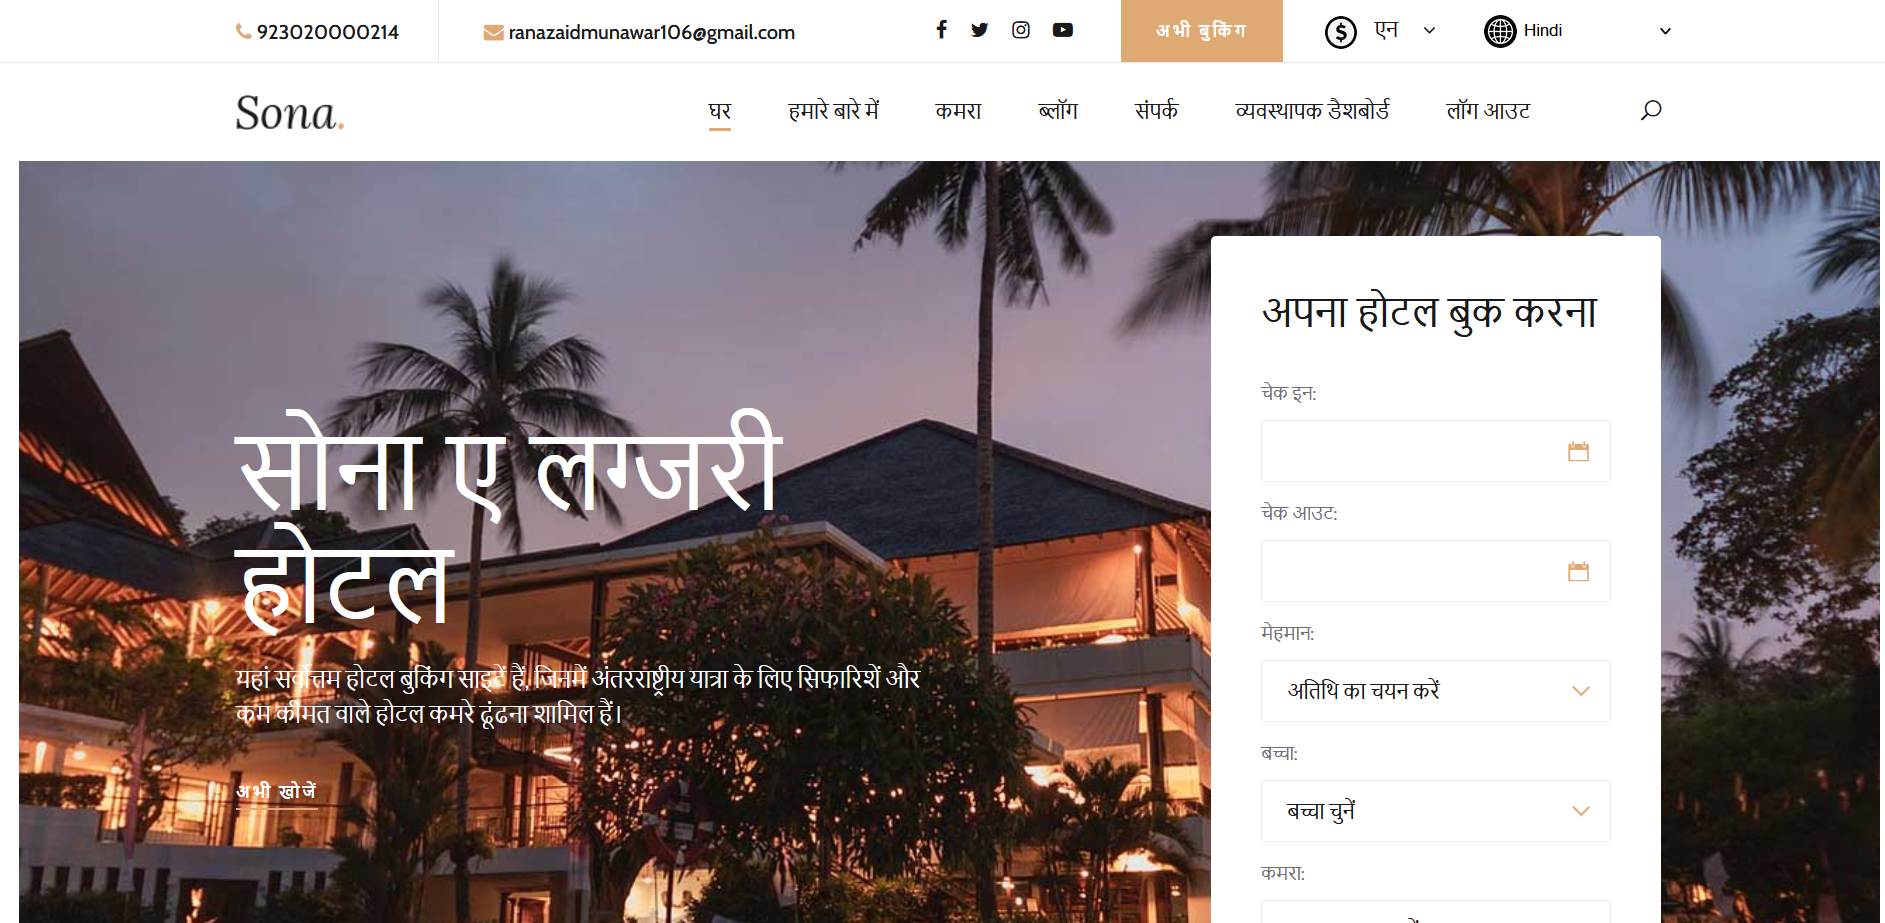 923020000214
ranazaidmunawar106@gmail.com
अभी बुकिंग
एन
Hindi
Sona.
घर
हमारे बारे में
कमरा
ब्लॉग
संपर्क
व्यवस्थापक डैशबोर्ड
लॉग आउट
सोना ए लग्जरी
होटल
यहां सर्वोत्तम होटल बुकिंग साइटें हैं, जिनमें अंतरराष्ट्रीय यात्रा के लिए सिफारिशें और
कम कीमत वाले होटल कमरे ढूंढना शामिल हैं।
अभी खोजें
अपना होटल बुक करना
चेक इन:
चेक आउट:
मेहमान:
अतिथि का चयन करें
बच्चा:
बच्चा चुनें
कमरा: